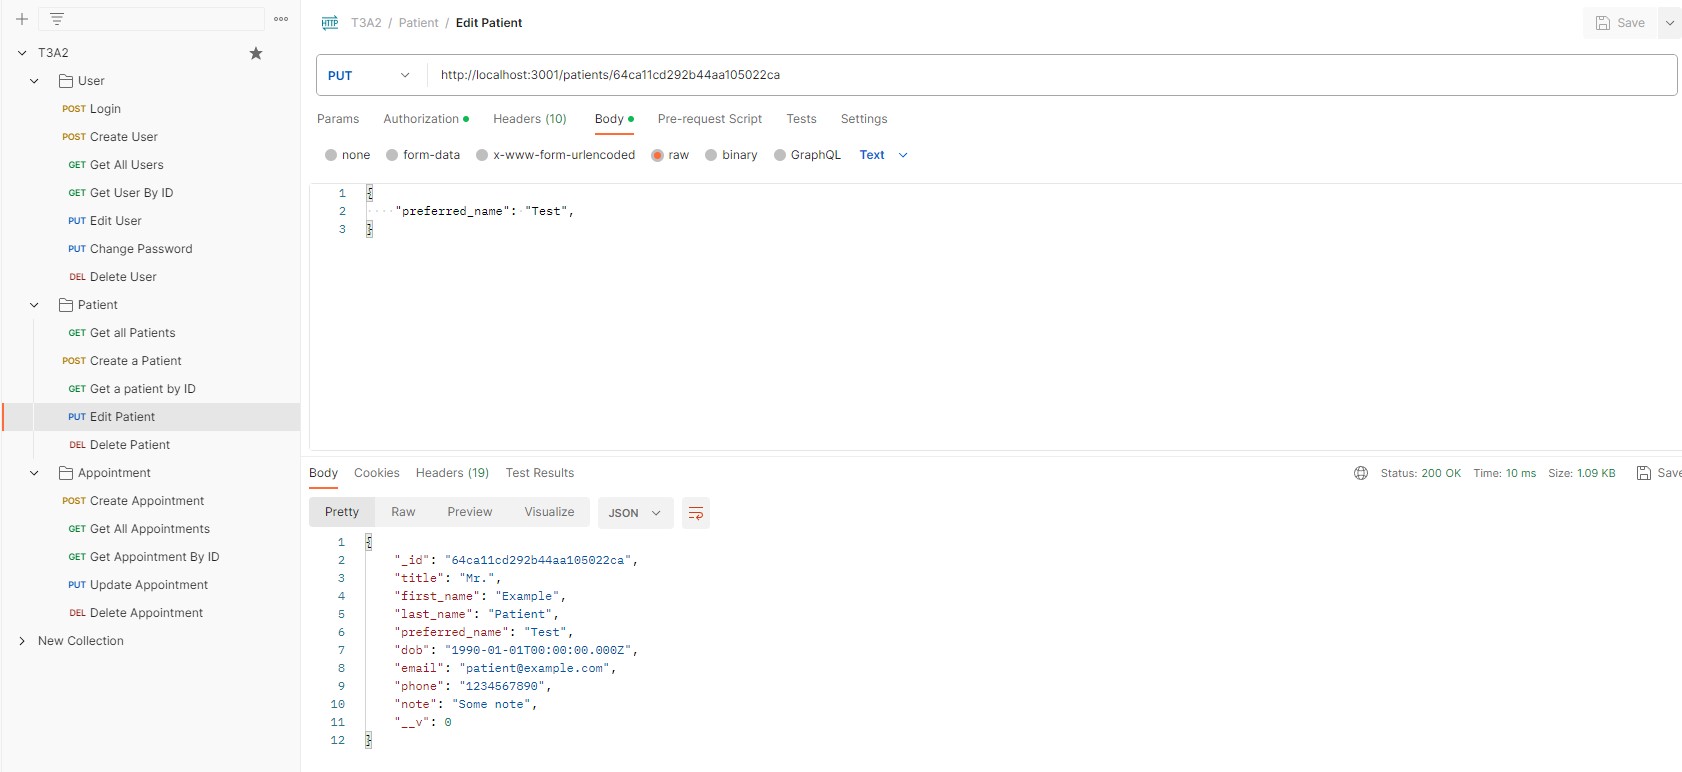 T3A2
User
POST Login
POST Create User
GET Get All Users
GET Get User By ID
PUT Edit User
PUT Change Password
DEL Delete User
Patient
GET Get all Patients
POST Create a Patient
GET Get a patient by ID
PUT Edit Patient
DEL Delete Patient
Appointment
POST Create Appointment
GET Get All Appointments
GET Get Appointment By ID
PUT Update Appointment
DEL Delete Appointment
New Collection
HTTP T3A2 / Patient / Edit Patient Save
PUT http://localhost:3001/patients/64ca11cd292b44aa105022ca
Params Authorization Headers (10) Body Pre-request Script Tests Settings
none form-data x-www-form-urlencoded raw binary GraphQL Text
1 {
2 "preferred_name": "Test",
3 }
Body Cookies Headers (19) Test Results Status: 200 OK Time: 10 ms Size: 1.09 KB Save
Pretty Raw Preview Visualize JSON
1 {
2 "_id": "64ca11cd292b44aa105022ca",
3 "title": "Mr.",
4 "first_name": "Example",
5 "last_name": "Patient",
6 "preferred_name": "Test",
7 "dob": "1990-01-01T00:00:00.000Z",
8 "email": "patient@example.com",
9 "phone": "1234567890",
10 "note": "Some note",
11 "__v": 0
12 }